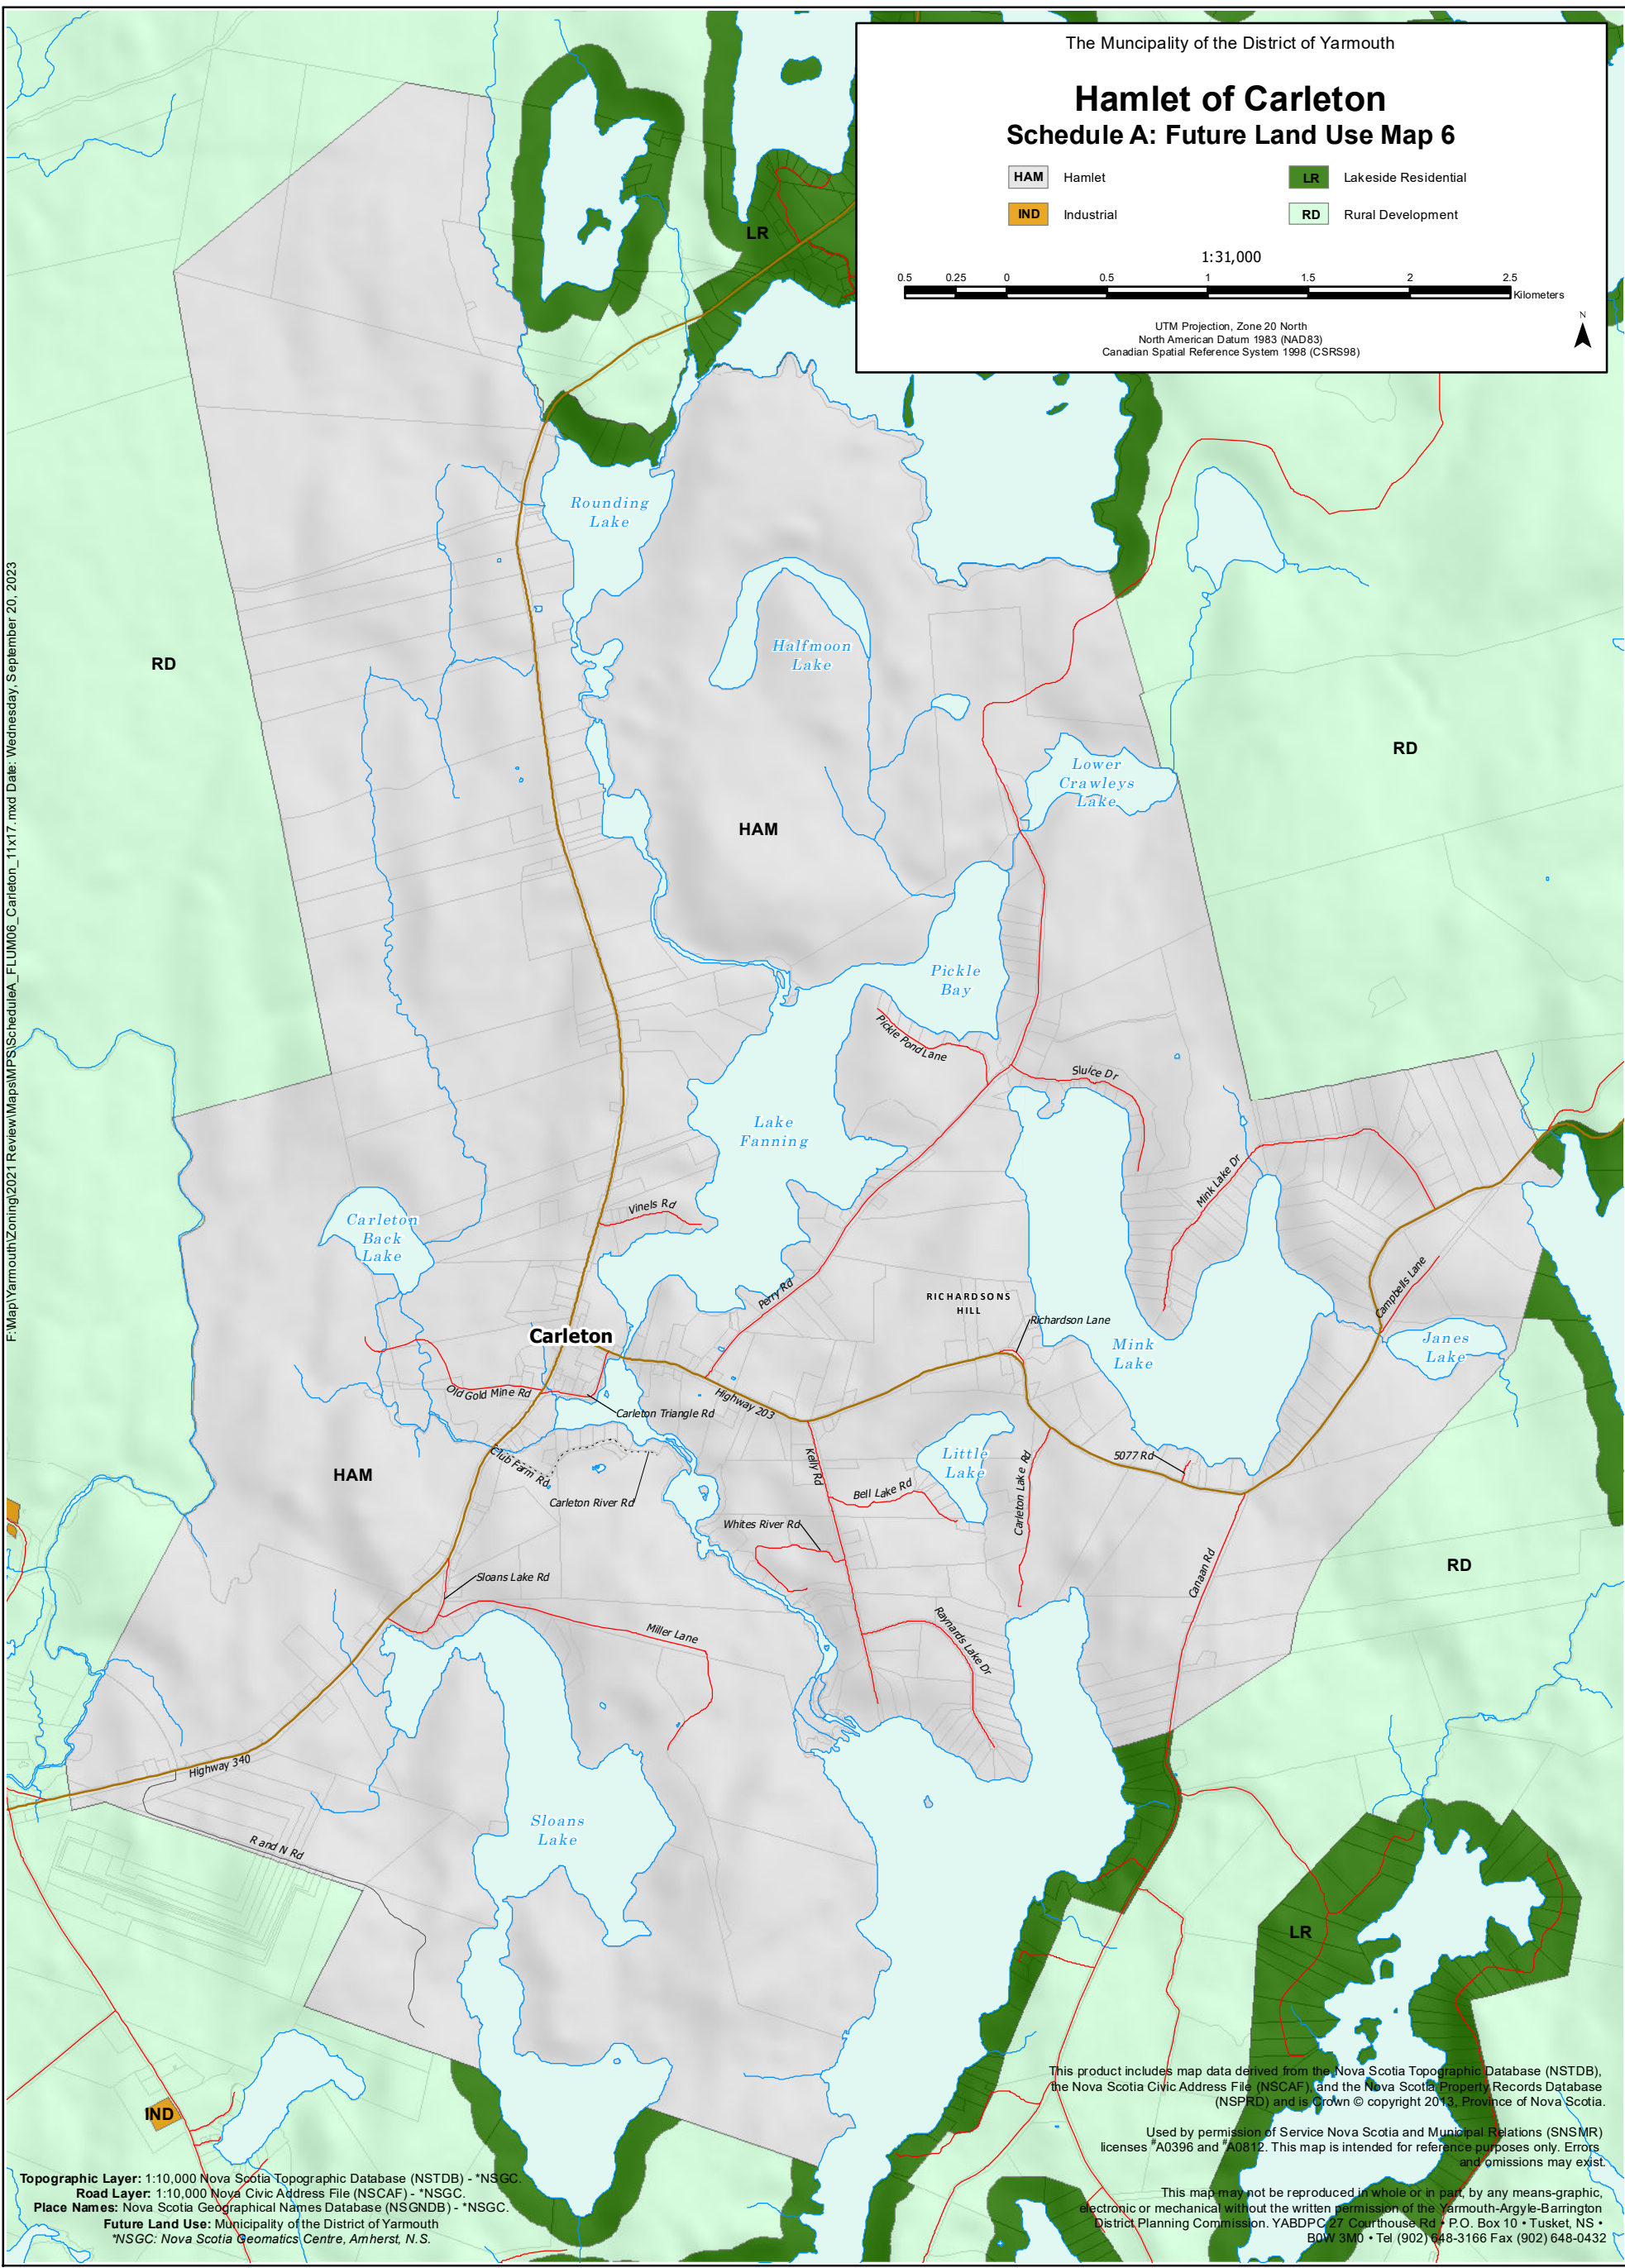 The Muncipality of the District of Yarmouth
Hamlet of Carleton
Schedule A: Future Land Use Map 6
HAM Hamlet
LR Lakeside Residential
IND Industrial
RD Rural Development
1:31,000
0.5 0.25 0 0.5 1 1.5 2 2.5
Kilometers
N
UTM Projection, Zone 20 North
North American Datum 1983 (NAD83)
Canadian Spatial Reference System 1998 (CSRS98)
LR
Rounding
Lake
Halfmoon
Lake
RD
RD
Lower
Crawleys
Lake
HAM
Pickle
Bay
Pickle Pond Lane
Sluice Dr
Lake
Fanning
Mink Lake Dr
Vinels Rd
Carleton
Back
Lake
Perry Rd
RICHARDSONS
HILL
Campbells Lane
Richardson Lane
Carleton
Mink
Lake
Janes
Lake
Old Gold Mine Rd
Highway 203
Carleton Triangle Rd
Club Farm Rd
Kelly Rd
Little
Lake
5077 Rd
HAM
Carleton River Rd
Bell Lake Rd
Carleton Lake Rd
Whites River Rd
RD
Canaan Rd
Sloans Lake Rd
Miller Lane
Raynards Lake Dr
Highway 340
Sloans
Lake
R and N Rd
LR
IND
F:\Map\Yarmouth\Zoning\2021 Review\Maps\MPS\ScheduleA_FLUM06_Carleton_11x17.mxd Date: Wednesday, September 20, 2023
This product includes map data derived from the Nova Scotia Topographic Database (NSTDB),
the Nova Scotia Civic Address File (NSCAF), and the Nova Scotia Property Records Database
(NSPRD) and is Crown © copyright 2013, Province of Nova Scotia.
Used by permission of Service Nova Scotia and Municipal Relations (SNSMR)
licenses #A0396 and #A0812. This map is intended for reference purposes only. Errors
and omissions may exist.
This map may not be reproduced in whole or in part, by any means-graphic,
electronic or mechanical without the written permission of the Yarmouth-Argyle-Barrington
District Planning Commission. YABDPC 27 Courthouse Rd • P.O. Box 10 • Tusket, NS •
B0W 3M0 • Tel (902) 648-3166 Fax (902) 648-0432
Topographic Layer: 1:10,000 Nova Scotia Topographic Database (NSTDB) - *NSGC.
Road Layer: 1:10,000 Nova Civic Address File (NSCAF) - *NSGC.
Place Names: Nova Scotia Geographical Names Database (NSGNDB) - *NSGC.
Future Land Use: Municipality of the District of Yarmouth
*NSGC: Nova Scotia Geomatics Centre, Amherst, N.S.